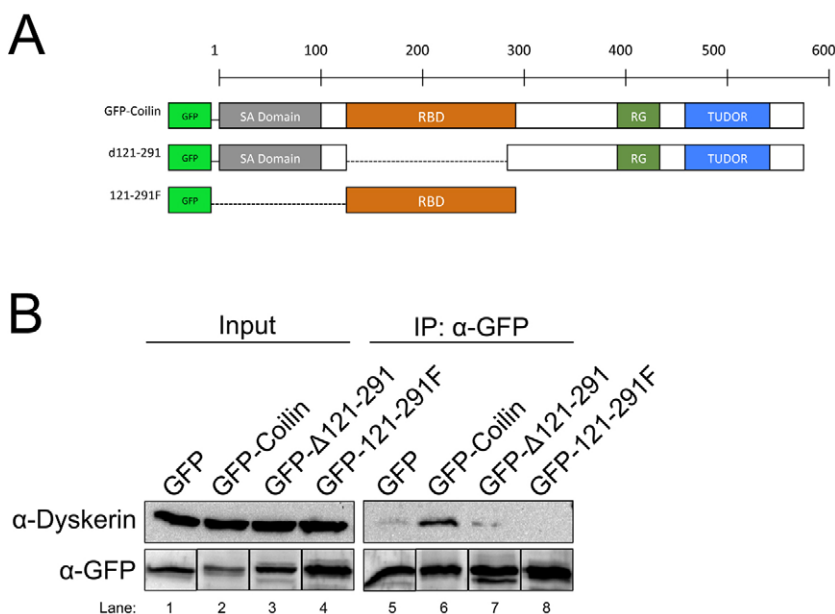 A
1 100 200 300 400 500 600
GFP-Coilin GFP SA Domain RBD RG TUDOR
d121-291 GFP SA Domain RG TUDOR
121-291F GFP RBD
B
Input IP: α-GFP
GFP GFP-Coilin GFP-Δ121-291 GFP-121-291F GFP GFP-Coilin GFP-Δ121-291 GFP-121-291F
α-Dyskerin
α-GFP
Lane: 1 2 3 4 5 6 7 8